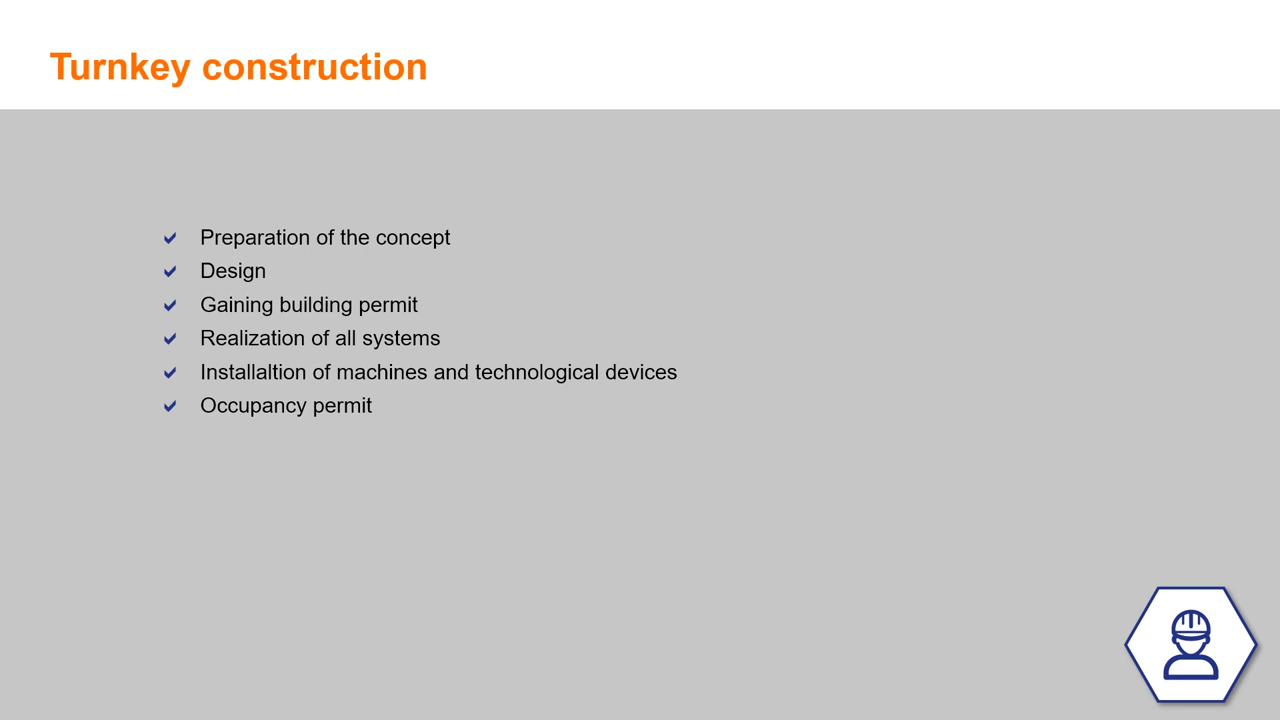 Turnkey construction
Preparation of the concept
Design
Gaining building permit
Realization of all systems
Installaltion of machines and technological devices
Occupancy permit